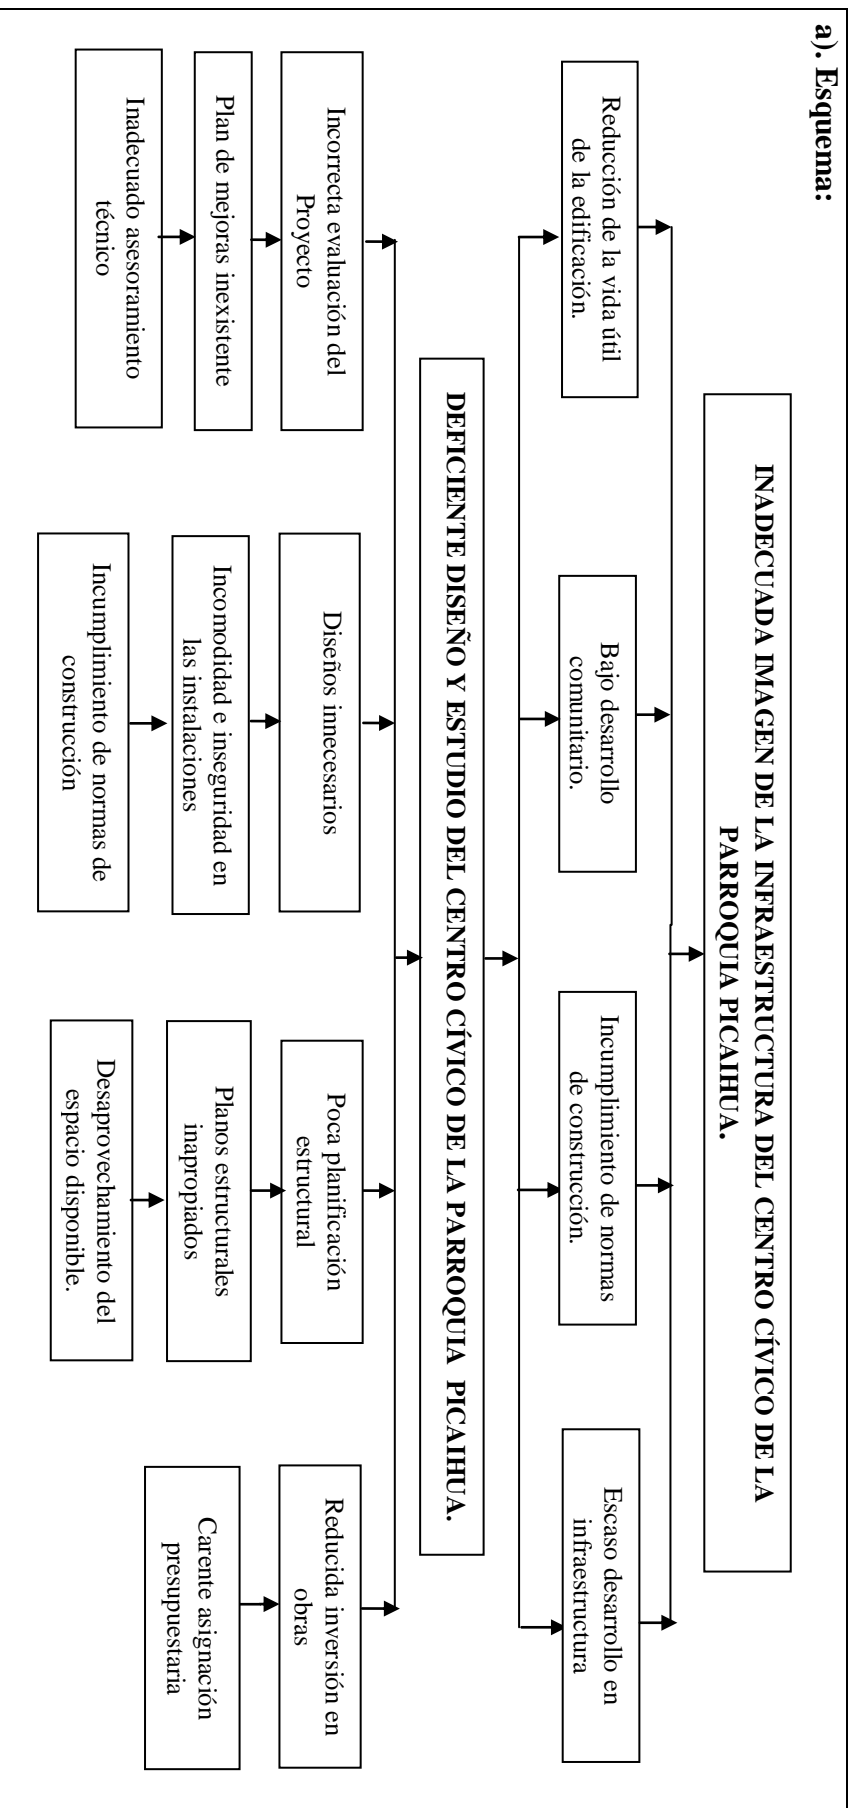 a). Esquema:
INADECUADA IMAGEN DE LA INFRAESTRUCTURA DEL CENTRO CÍVICO DE LA
PARROQUIA PICAIHUA.
Reducción de la vida útil
de la edificación.
Bajo desarrollo
comunitario.
Incumplimiento de normas
de construcción.
Escaso desarrollo en
infraestructura
DEFICIENTE DISEÑO Y ESTUDIO DEL CENTRO CÍVICO DE LA PARROQUIA PICAIHUA.
Incorrecta evaluación del
Proyecto
Diseños innecesarios
Poca planificación
estructural
Reducida inversión en
obras
Plan de mejoras inexistente
Incomodidad e inseguridad en
las instalaciones
Planos estructurales
inapropiados
Carente asignación
presupuestaria
Inadecuado asesoramiento
técnico
Incumplimiento de normas de
construcción
Desaprovechamiento del
espacio disponible.